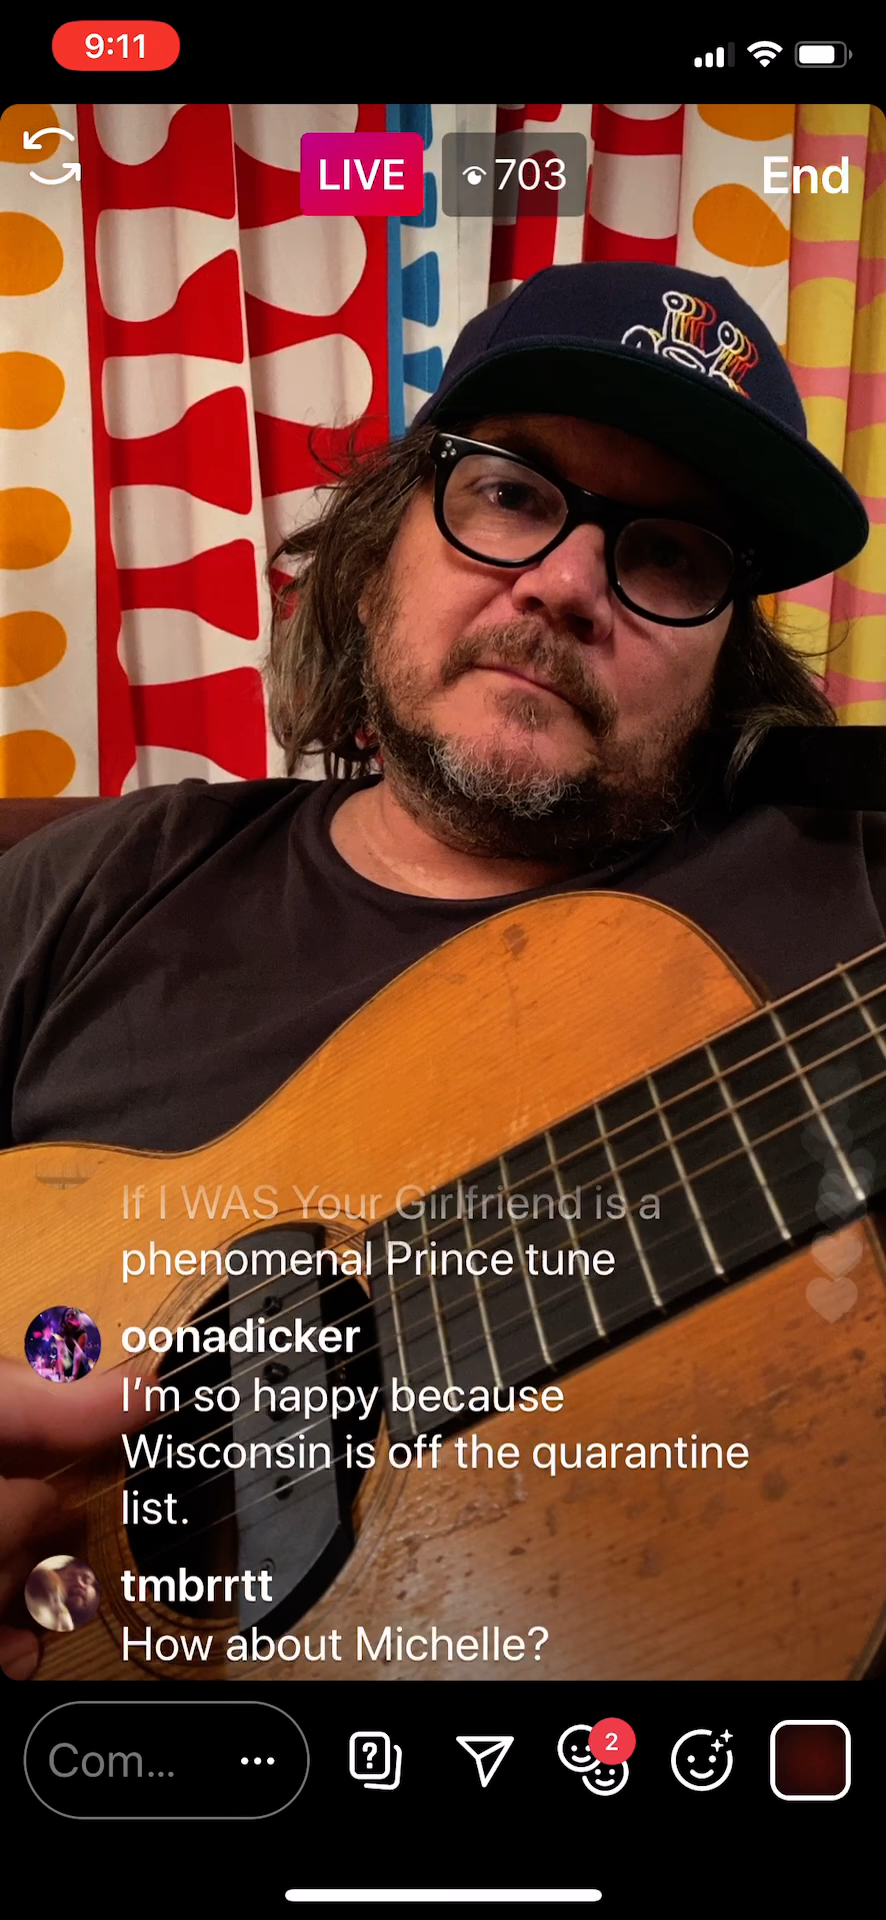 9:11
LIVE
703
End
If I WAS Your Girlfriend is a
phenomenal Prince tune
oonadicker
I'm so happy because
Wisconsin is off the quarantine
list.
tmbrrtt
How about Michelle?
Com...
2